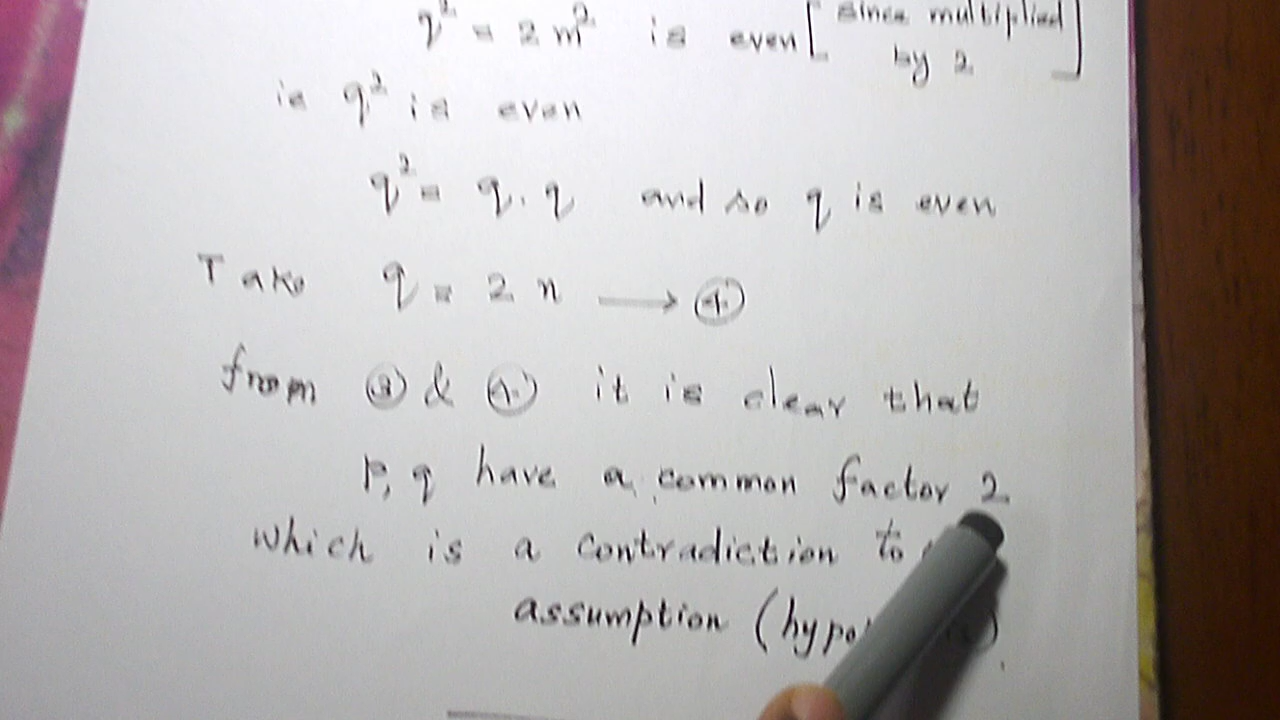 q² = 2m² is even [since multiplied
by 2]
ie q² is even
q² = q . q and so q is even
Take q = 2n → ④
from ③ & ④ it is clear that
p, q have a common factor 2
which is a contradiction to
assumption (